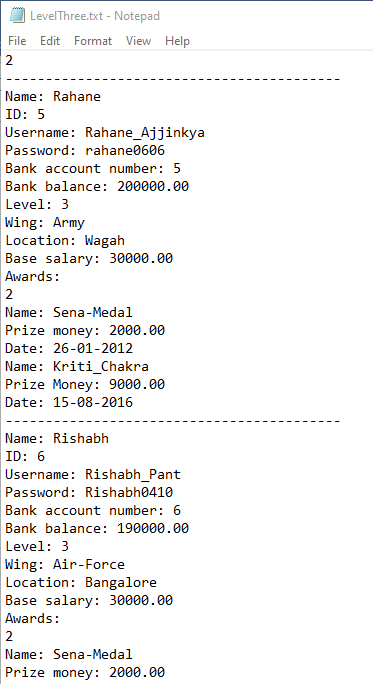 LevelThree.txt - Notepad
File Edit Format View Help
2
------------------------------------------
Name: Rahane
ID: 5
Username: Rahane_Ajjinkya
Password: rahane0606
Bank account number: 5
Bank balance: 200000.00
Level: 3
Wing: Army
Location: Wagah
Base salary: 30000.00
Awards:
2
Name: Sena-Medal
Prize money: 2000.00
Date: 26-01-2012
Name: Kriti_Chakra
Prize Money: 9000.00
Date: 15-08-2016
------------------------------------------
Name: Rishabh
ID: 6
Username: Rishabh_Pant
Password: Rishabh0410
Bank account number: 6
Bank balance: 190000.00
Level: 3
Wing: Air-Force
Location: Bangalore
Base salary: 30000.00
Awards:
2
Name: Sena-Medal
Prize money: 2000.00